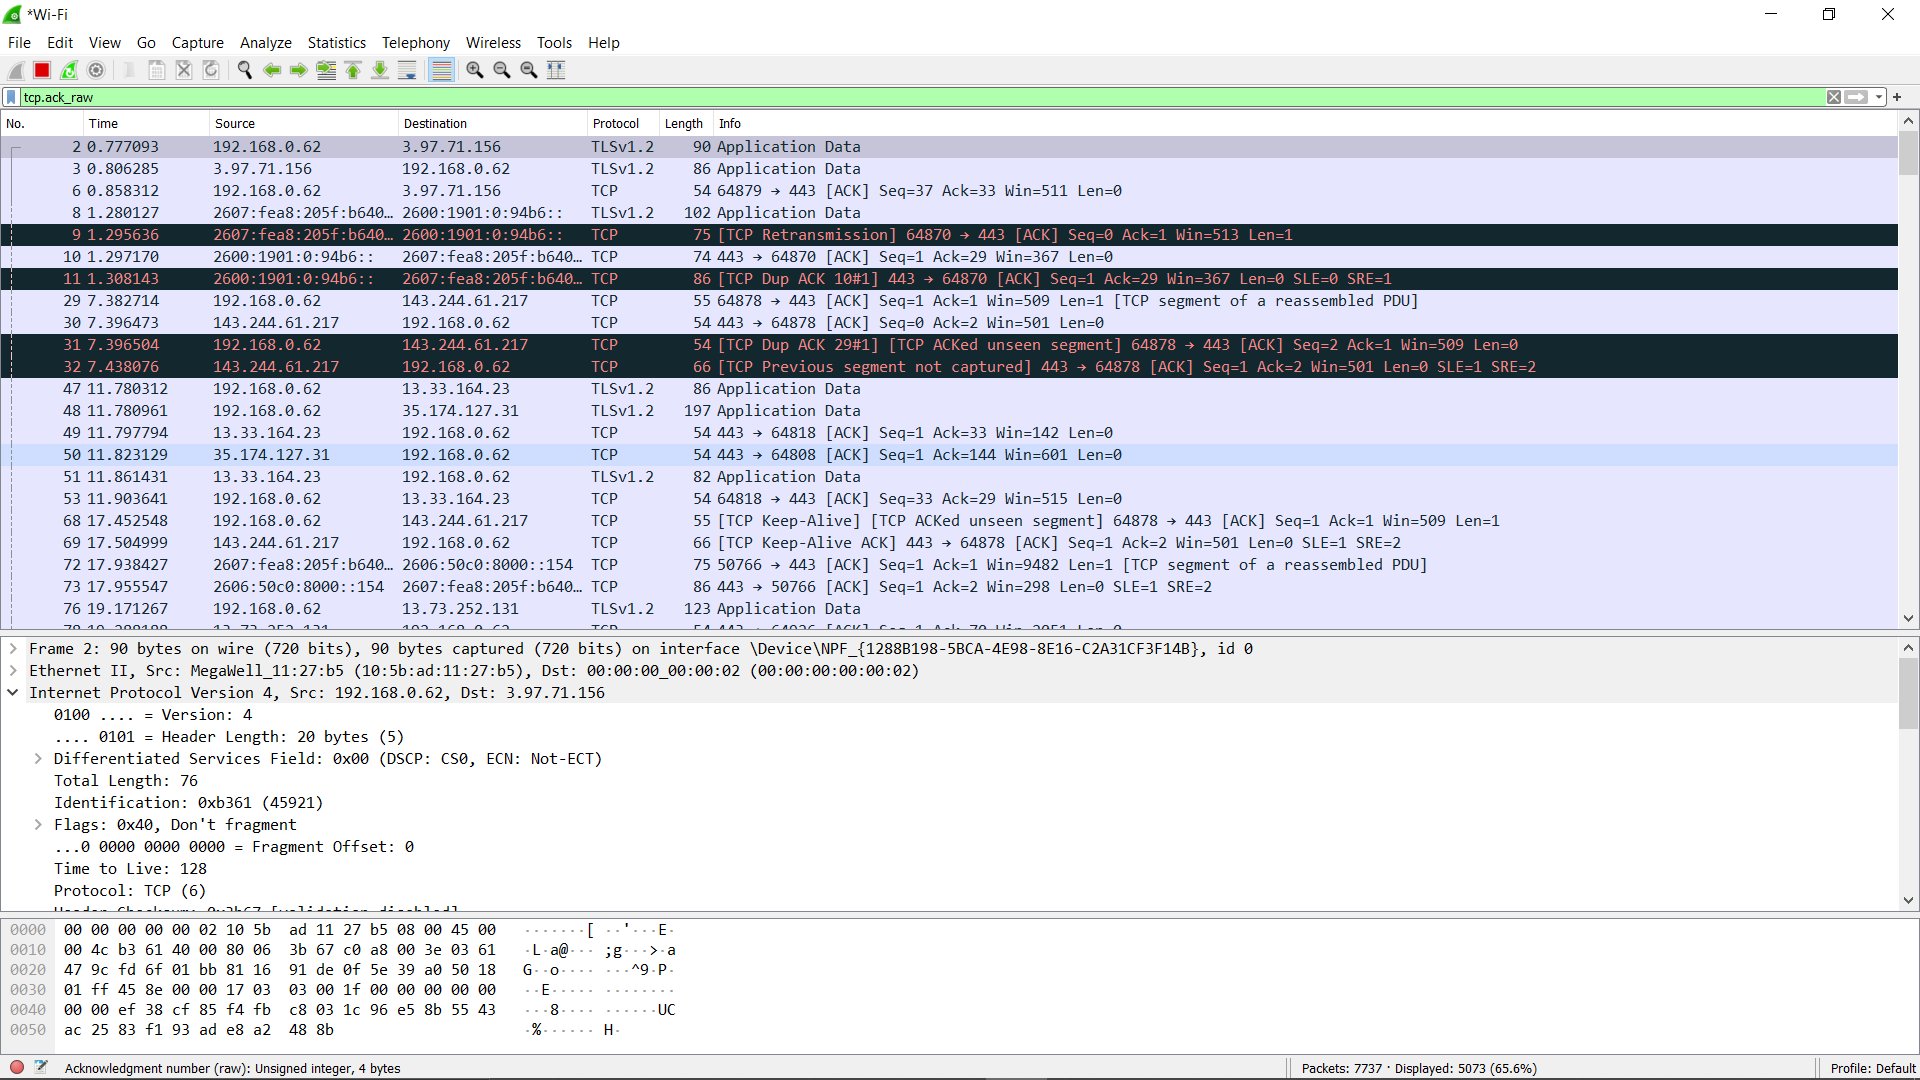 *Wi-Fi
File Edit View Go Capture Analyze Statistics Telephony Wireless Tools Help
tcp.ack_raw
No. Time Source Destination Protocol Length Info
2 0.777093 192.168.0.62 3.97.71.156 TLSv1.2 90 Application Data
3 0.806285 3.97.71.156 192.168.0.62 TLSv1.2 86 Application Data
6 0.858312 192.168.0.62 3.97.71.156 TCP 54 64879 → 443 [ACK] Seq=37 Ack=33 Win=511 Len=0
8 1.280127 2607:fea8:205f:b640… 2600:1901:0:94b6:: TLSv1.2 102 Application Data
9 1.295636 2607:fea8:205f:b640… 2600:1901:0:94b6:: TCP 75 [TCP Retransmission] 64870 → 443 [ACK] Seq=0 Ack=1 Win=513 Len=1
10 1.297170 2600:1901:0:94b6:: 2607:fea8:205f:b640… TCP 74 443 → 64870 [ACK] Seq=1 Ack=29 Win=367 Len=0
11 1.308143 2600:1901:0:94b6:: 2607:fea8:205f:b640… TCP 86 [TCP Dup ACK 10#1] 443 → 64870 [ACK] Seq=1 Ack=29 Win=367 Len=0 SLE=0 SRE=1
29 7.382714 192.168.0.62 143.244.61.217 TCP 55 64878 → 443 [ACK] Seq=1 Ack=1 Win=509 Len=1 [TCP segment of a reassembled PDU]
30 7.396473 143.244.61.217 192.168.0.62 TCP 54 443 → 64878 [ACK] Seq=0 Ack=2 Win=501 Len=0
31 7.396504 192.168.0.62 143.244.61.217 TCP 54 [TCP Dup ACK 29#1] [TCP ACKed unseen segment] 64878 → 443 [ACK] Seq=2 Ack=1 Win=509 Len=0
32 7.438076 143.244.61.217 192.168.0.62 TCP 66 [TCP Previous segment not captured] 443 → 64878 [ACK] Seq=1 Ack=2 Win=501 Len=0 SLE=1 SRE=2
47 11.780312 192.168.0.62 13.33.164.23 TLSv1.2 86 Application Data
48 11.780961 192.168.0.62 35.174.127.31 TLSv1.2 197 Application Data
49 11.797794 13.33.164.23 192.168.0.62 TCP 54 443 → 64818 [ACK] Seq=1 Ack=33 Win=142 Len=0
50 11.823129 35.174.127.31 192.168.0.62 TCP 54 443 → 64808 [ACK] Seq=1 Ack=144 Win=601 Len=0
51 11.861431 13.33.164.23 192.168.0.62 TLSv1.2 82 Application Data
53 11.903641 192.168.0.62 13.33.164.23 TCP 54 64818 → 443 [ACK] Seq=33 Ack=29 Win=515 Len=0
68 17.452548 192.168.0.62 143.244.61.217 TCP 55 [TCP Keep-Alive] [TCP ACKed unseen segment] 64878 → 443 [ACK] Seq=1 Ack=1 Win=509 Len=1
69 17.504999 143.244.61.217 192.168.0.62 TCP 66 [TCP Keep-Alive ACK] 443 → 64878 [ACK] Seq=1 Ack=2 Win=501 Len=0 SLE=1 SRE=2
72 17.938427 2607:fea8:205f:b640… 2606:50c0:8000::154 TCP 75 50766 → 443 [ACK] Seq=1 Ack=1 Win=9482 Len=1 [TCP segment of a reassembled PDU]
73 17.955547 2606:50c0:8000::154 2607:fea8:205f:b640… TCP 86 443 → 50766 [ACK] Seq=1 Ack=2 Win=298 Len=0 SLE=1 SRE=2
76 19.171267 192.168.0.62 13.73.252.131 TLSv1.2 123 Application Data
Frame 2: 90 bytes on wire (720 bits), 90 bytes captured (720 bits) on interface \Device\NPF_{1288B198-5BCA-4E98-8E16-C2A31CF3F14B}, id 0
Ethernet II, Src: MegaWell_11:27:b5 (10:5b:ad:11:27:b5), Dst: 00:00:00_00:00:02 (00:00:00:00:00:02)
Internet Protocol Version 4, Src: 192.168.0.62, Dst: 3.97.71.156
0100 .... = Version: 4
.... 0101 = Header Length: 20 bytes (5)
Differentiated Services Field: 0x00 (DSCP: CS0, ECN: Not-ECT)
Total Length: 76
Identification: 0xb361 (45921)
Flags: 0x40, Don't fragment
...0 0000 0000 0000 = Fragment Offset: 0
Time to Live: 128
Protocol: TCP (6)
Header Checksum: 0x3b67 [validation disabled]
0000 00 00 00 00 00 02 10 5b ad 11 27 b5 08 00 45 00 ·······[ ··'···E·
0010 00 4c b3 61 40 00 80 06 3b 67 c0 a8 00 3e 03 61 ·L·a@··· ;g···>·a
0020 47 9c fd 6f 01 bb 81 16 91 de 0f 5e 39 a0 50 18 G··o···· ···^9·P·
0030 01 ff 45 8e 00 00 17 03 03 00 1f 00 00 00 00 00 ··E····· ········
0040 00 00 ef 38 cf 85 f4 fb c8 03 1c 96 e5 8b 55 43 ···8···· ······UC
0050 ac 25 83 f1 93 ad e8 a2 48 8b ·%······ H·
Acknowledgment number (raw): Unsigned integer, 4 bytes
Packets: 7737 · Displayed: 5073 (65.6%)
Profile: Default